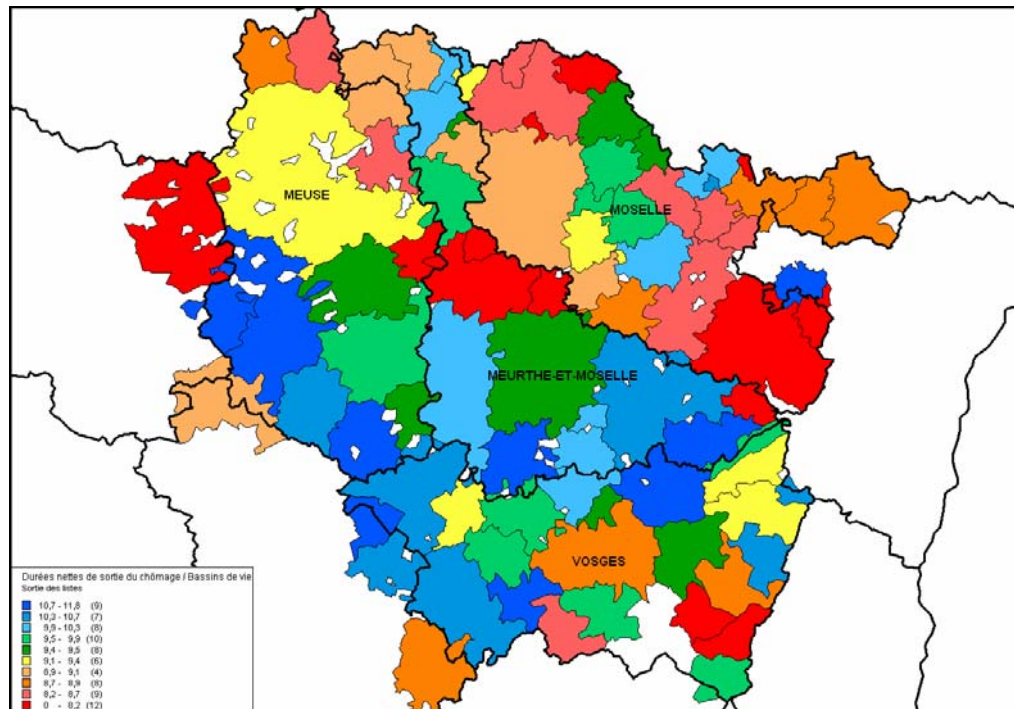 MEUSE
MOSELLE
MEURTHE-ET-MOSELLE
VOSGES
Durées nettes de sortie du chômage / Bassins de vie
Sortie des listes
10,7 - 11,8 (9)
10,3 - 10,7 (7)
9,9 - 10,3 (8)
9,5 - 9,9 (10)
9,4 - 9,5 (8)
9,1 - 9,4 (6)
8,9 - 9,1 (4)
8,7 - 8,9 (8)
8,2 - 8,7 (9)
0 - 8,2 (12)